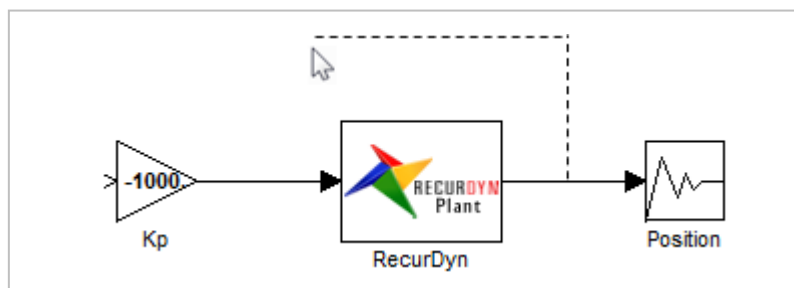 -1000.
RECURDYN
Plant
Kp
RecurDyn
Position